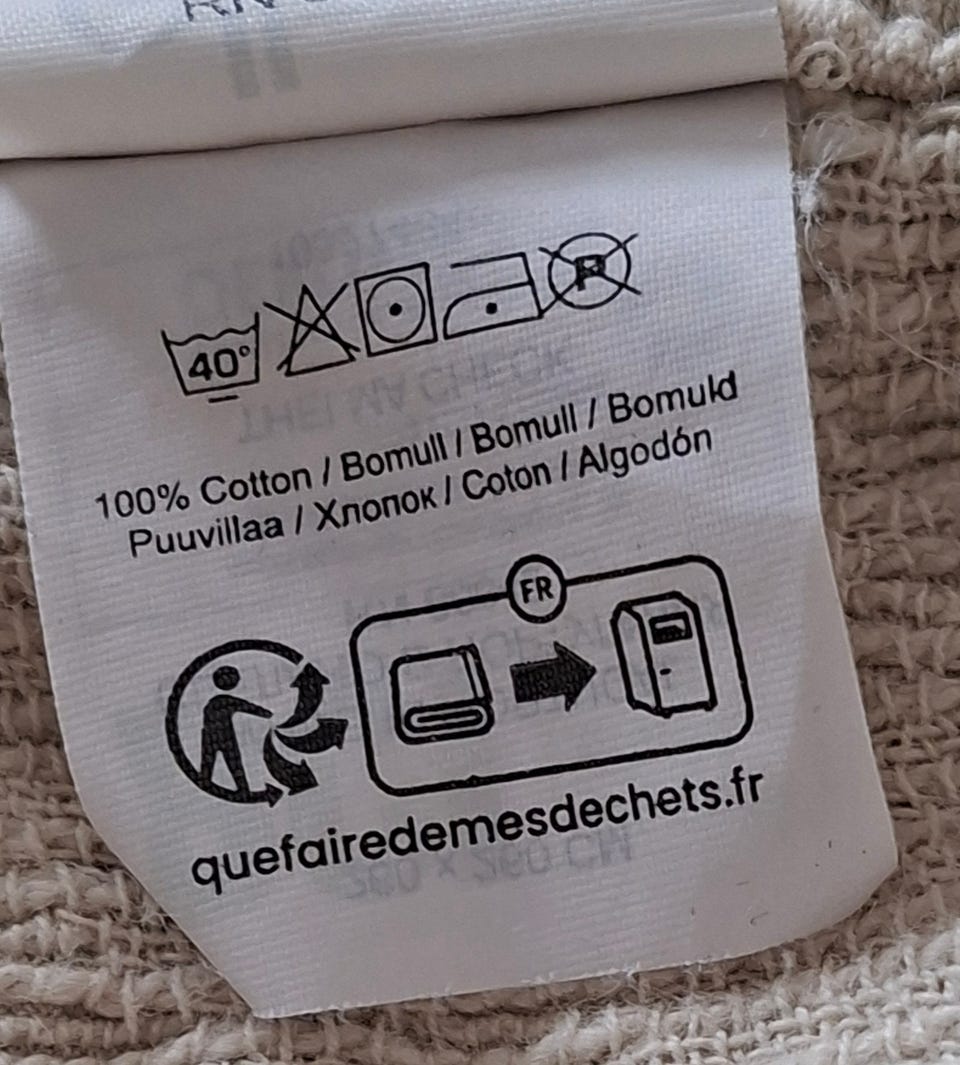 40°
P
100% Cotton / Bomull / Bomull / Bomuld
Puuvillaa / Хлопок / Coton / Algodón
FR
quefairedemesdechets.fr